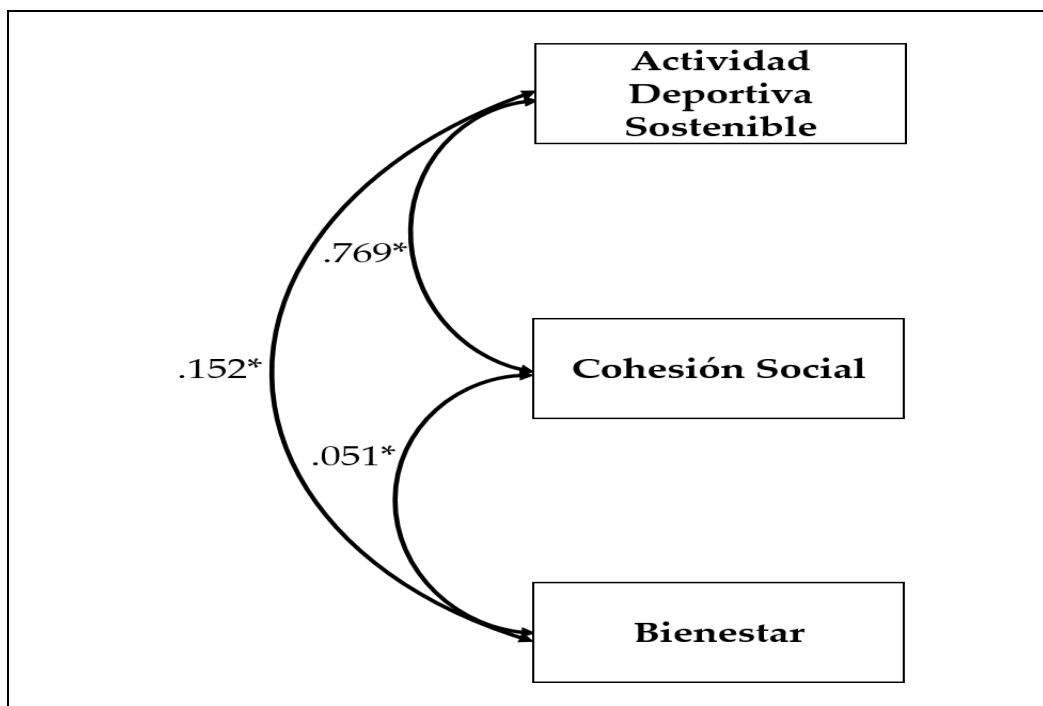 Actividad
Deportiva
Sostenible
.769*
.152*
Cohesión Social
.051*
Bienestar